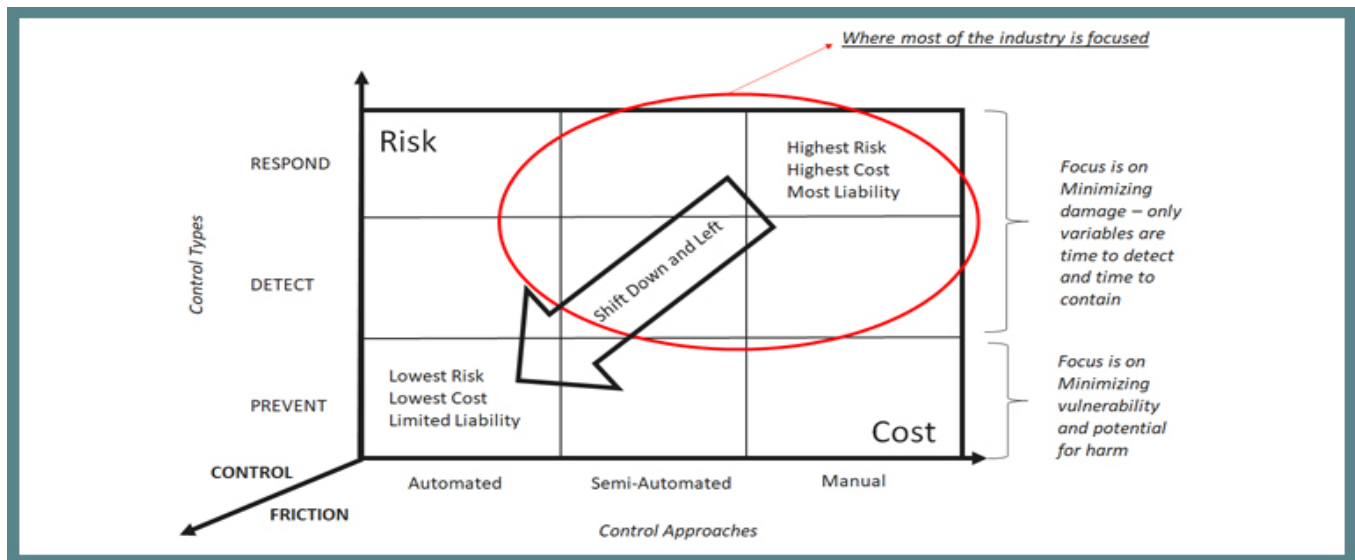 Where most of the industry is focused
Risk
RESPOND
Highest Risk
Highest Cost
Most Liability
Focus is on
Minimizing
damage – only
variables are
time to detect
and time to
contain
Control Types
DETECT
Shift Down and Left
PREVENT
Lowest Risk
Lowest Cost
Limited Liability
Focus is on
Minimizing
vulnerability
and potential
for harm
Cost
CONTROL
FRICTION
Automated
Semi-Automated
Manual
Control Approaches